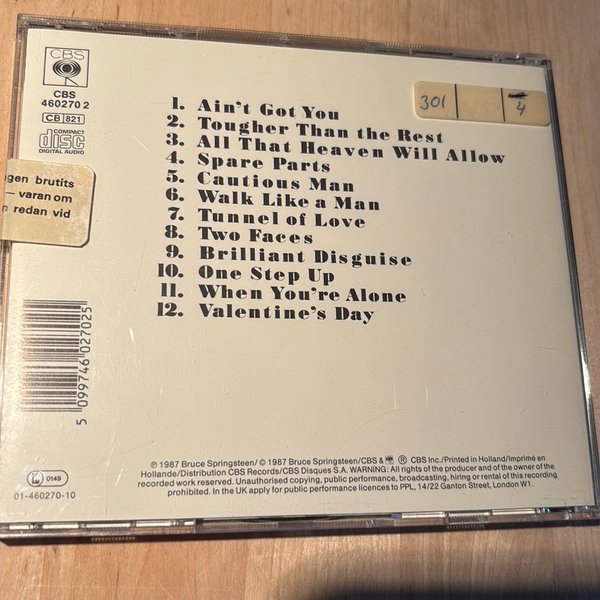 CBS
CBS
460270 2
CB 821
COMPACT
disc
DIGITAL AUDIO
301
4
1. Ain't Got You
2. Tougher Than the Rest
3. All That Heaven Will Allow
4. Spare Parts
5. Cautious Man
6. Walk Like a Man
7. Tunnel of Love
8. Two Faces
9. Brilliant Disguise
10. One Step Up
11. When You're Alone
12. Valentine's Day
gen brutits
— varan om
redan vid
5 099746 027025
℗ 1987 Bruce Springsteen/© 1987 Bruce Springsteen/CBS & ® CBS Inc./Printed in Holland/Imprimé en
Hollande/Distribution CBS Records/CBS Disques S.A. WARNING: All rights of the producer and of the owner of the
recorded work reserved. Unauthorised copying, public performance, broadcasting, hiring or rental of this recording
prohibited. In the UK apply for public performance licences to PPL, 14/22 Ganton Street, London W1.
0149
01-460270-10